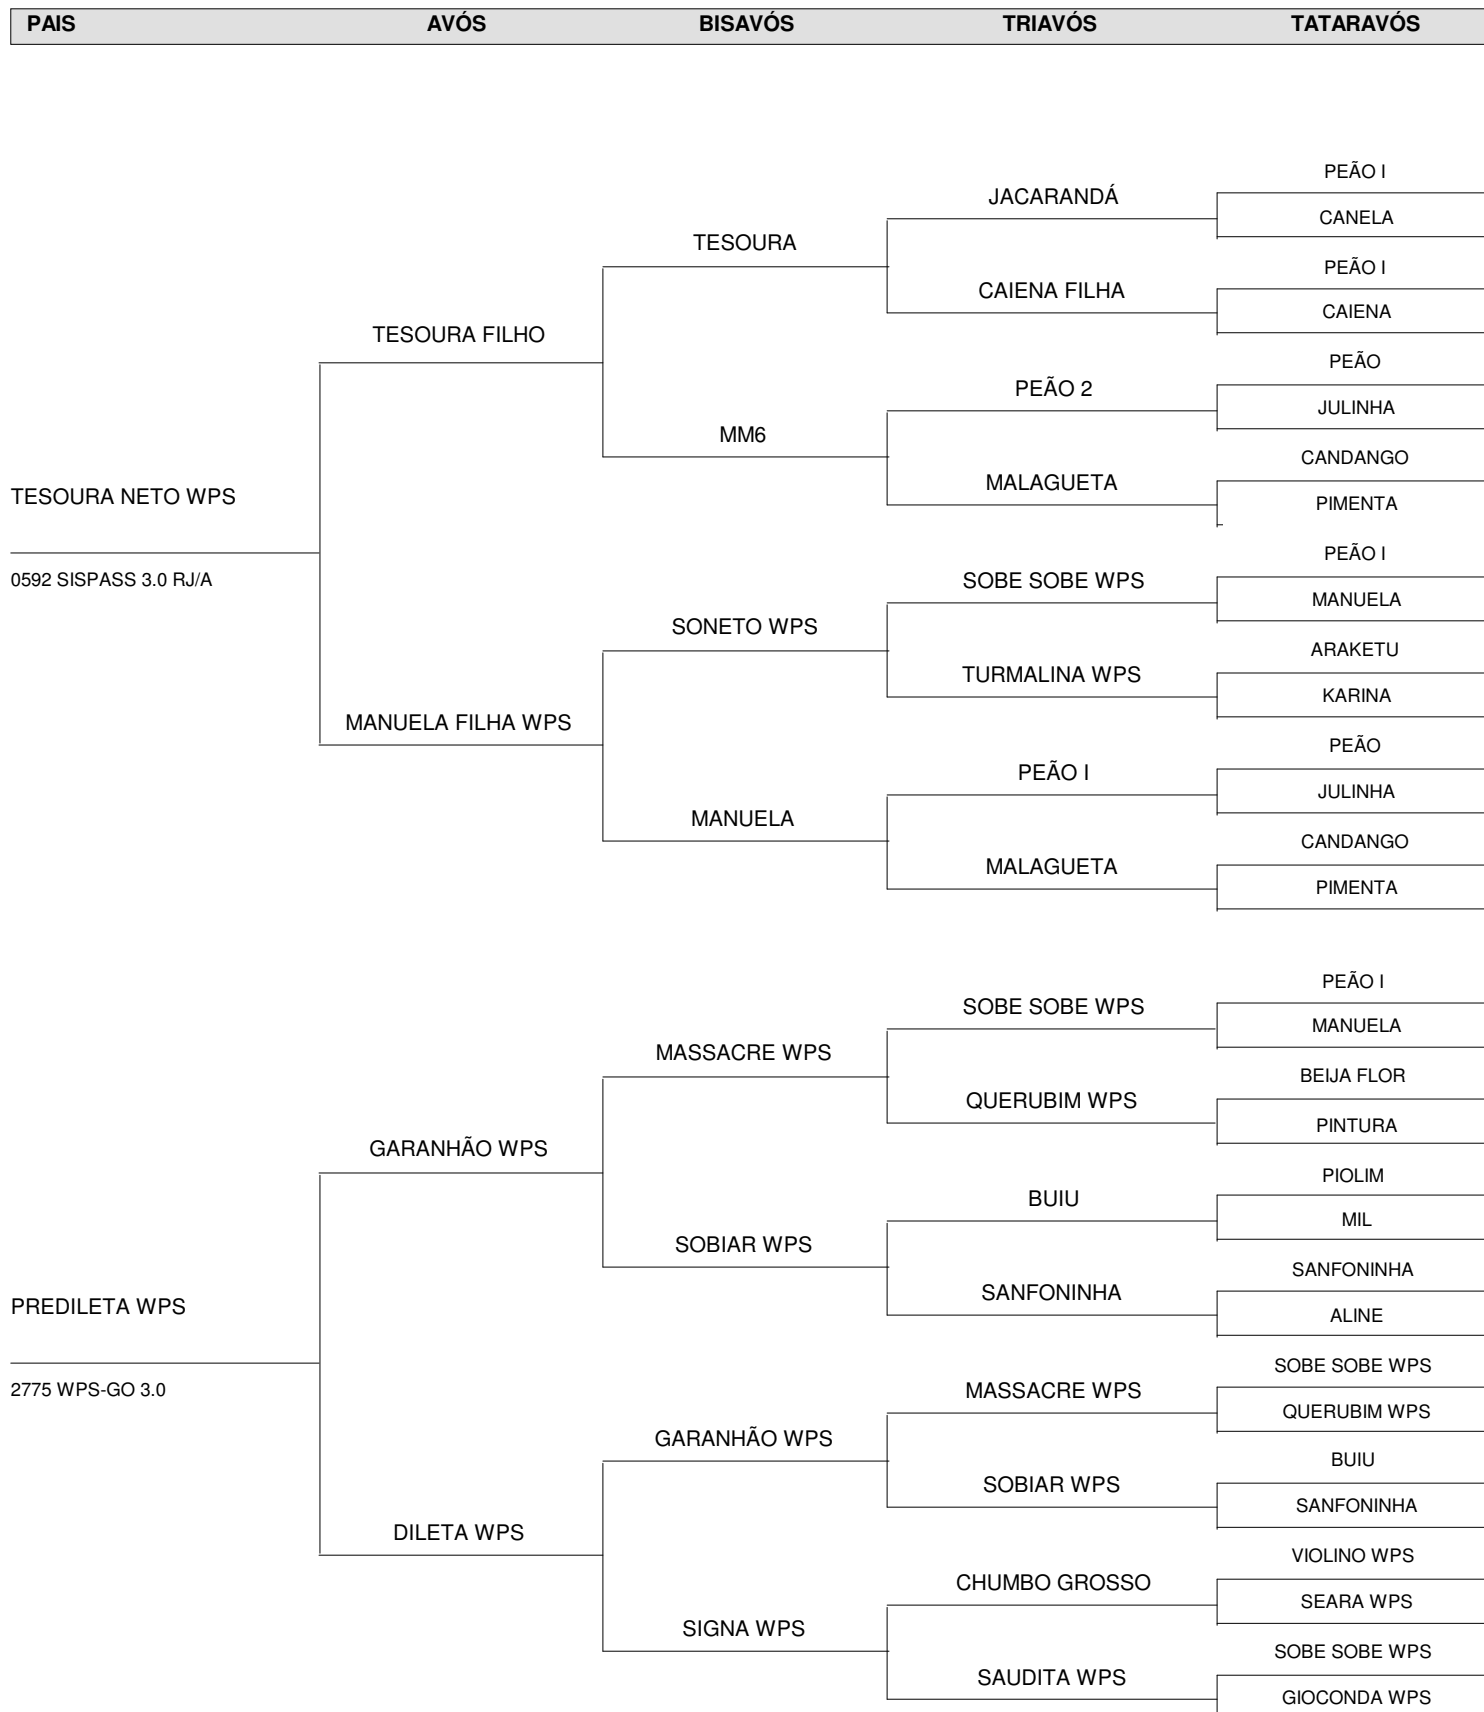 PAIS AVÓS BISAVÓS TRIAVÓS TATARAVÓS
PEÃO I
JACARANDÁ
CANELA
TESOURA
PEÃO I
CAIENA FILHA
CAIENA
TESOURA FILHO
PEÃO
PEÃO 2
JULINHA
MM6
CANDANGO
MALAGUETA
TESOURA NETO WPS
PIMENTA
PEÃO I
0592 SISPASS 3.0 RJ/A
SOBE SOBE WPS
MANUELA
SONETO WPS
ARAKETU
TURMALINA WPS
KARINA
MANUELA FILHA WPS
PEÃO
PEÃO I
JULINHA
MANUELA
CANDANGO
MALAGUETA
PIMENTA
PEÃO I
SOBE SOBE WPS
MANUELA
MASSACRE WPS
BEIJA FLOR
QUERUBIM WPS
PINTURA
GARANHÃO WPS
PIOLIM
BUIU
MIL
SOBIAR WPS
SANFONINHA
SANFONINHA
PREDILETA WPS
ALINE
SOBE SOBE WPS
2775 WPS-GO 3.0
MASSACRE WPS
QUERUBIM WPS
GARANHÃO WPS
BUIU
SOBIAR WPS
SANFONINHA
DILETA WPS
VIOLINO WPS
CHUMBO GROSSO
SEARA WPS
SIGNA WPS
SOBE SOBE WPS
SAUDITA WPS
GIOCONDA WPS